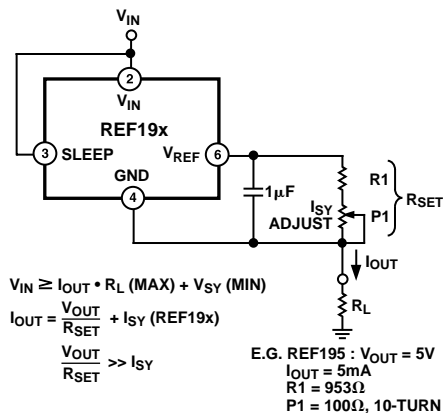 V_IN
2
V_IN
REF19x
3 SLEEP
V_REF 6
GND
4
1µF
R1
I_SY
ADJUST
P1
R_SET
I_OUT
R_L
V_IN ≥ I_OUT • R_L (MAX) + V_SY (MIN)
I_OUT = V_OUT / R_SET + I_SY (REF19x)
V_OUT / R_SET >> I_SY
E.G. REF195 : V_OUT = 5V
I_OUT = 5mA
R1 = 953Ω
P1 = 100Ω, 10-TURN